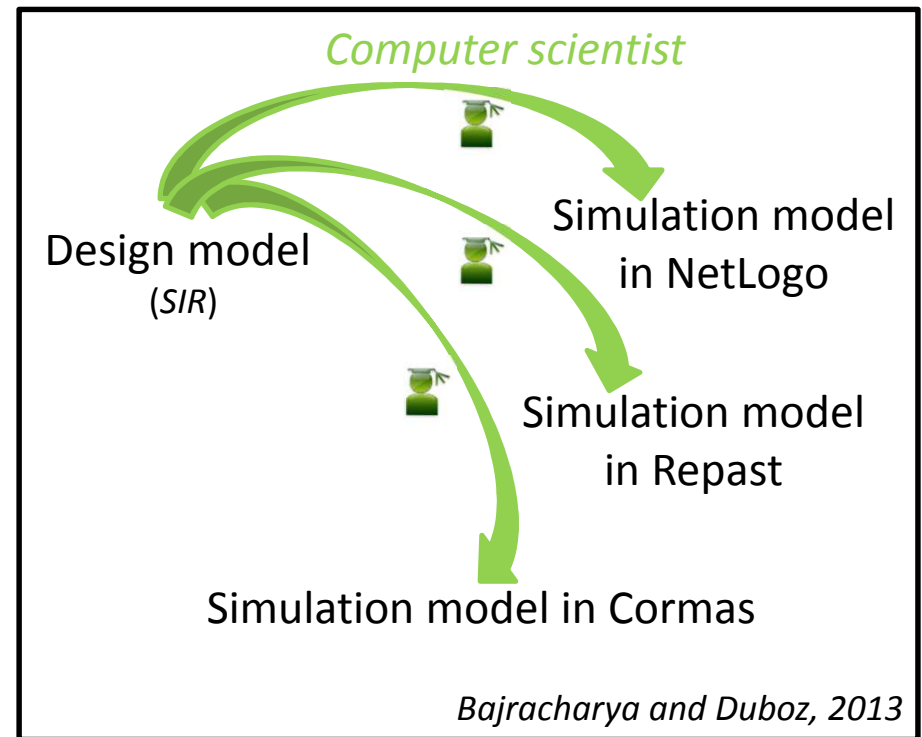 Computer scientist
Simulation model
in NetLogo
Design model
(SIR)
Simulation model
in Repast
Simulation model in Cormas
Bajracharya and Duboz, 2013